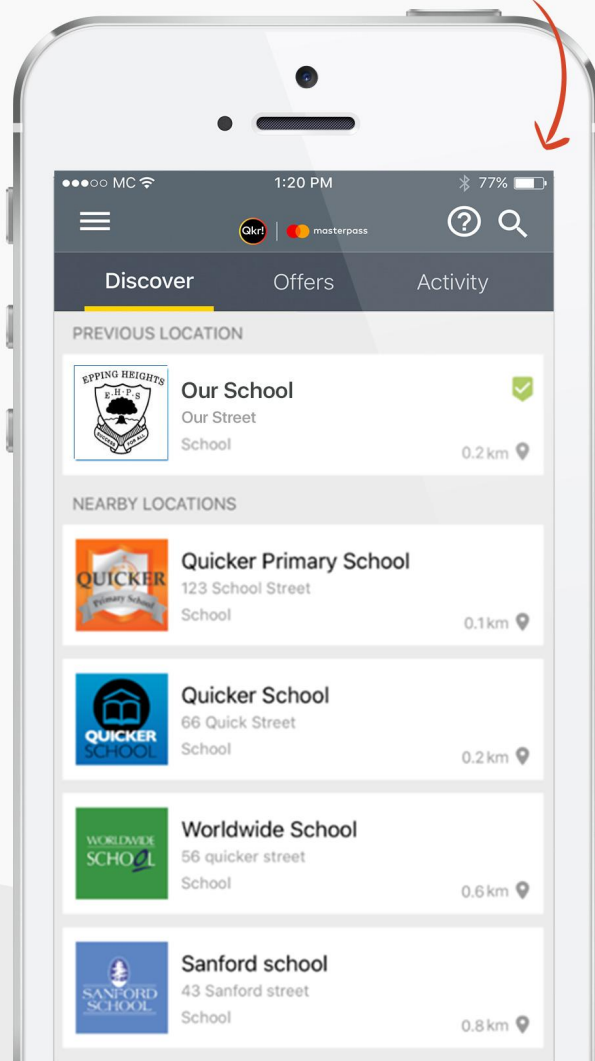 MC
1:20 PM
77%
Qkr!
masterpass
Discover
Offers
Activity
PREVIOUS LOCATION
EPPING HEIGHTS
E.H.P.S
SUCCESS FOR ALL
Our School
Our Street
School
0.2 km
NEARBY LOCATIONS
QUICKER
Primary School
Quicker Primary School
123 School Street
School
0.1 km
QUICKER
SCHOOL
Quicker School
66 Quick Street
School
0.2 km
WORLDWIDE
SCHOOL
Worldwide School
56 quicker street
School
0.6 km
SANFORD
SCHOOL
Sanford school
43 Sanford street
School
0.8 km